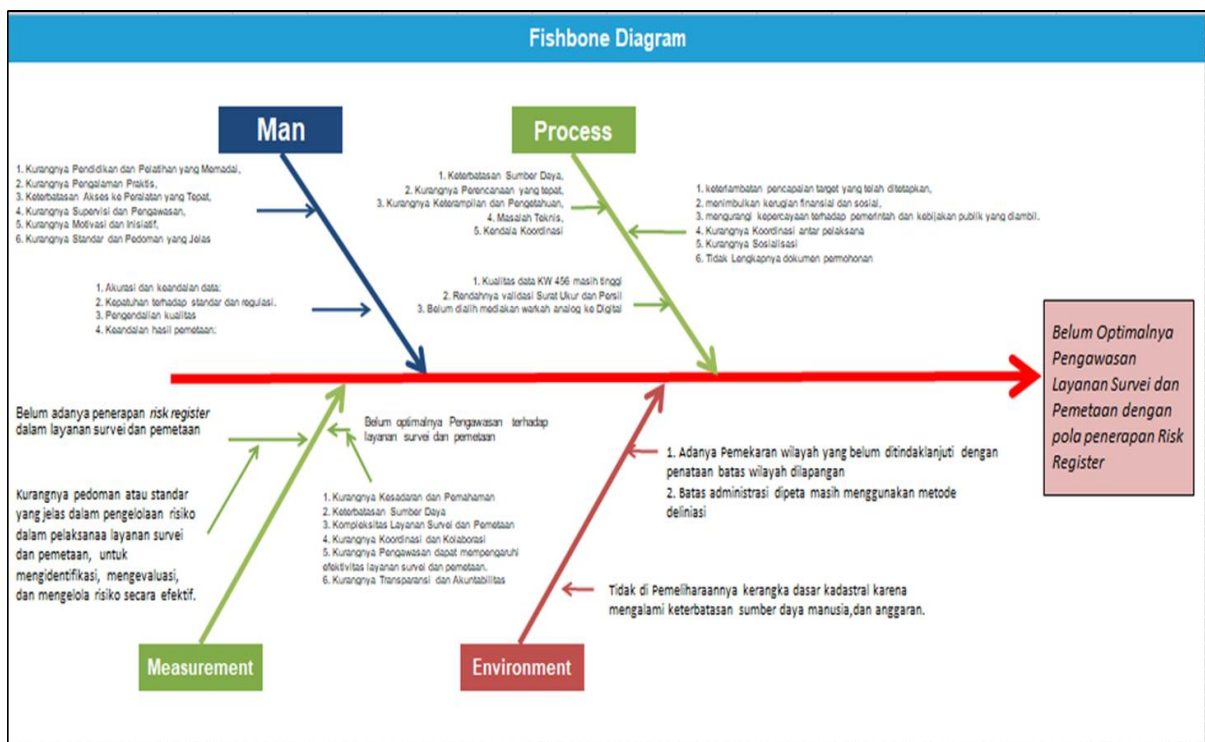 Fishbone Diagram
Man
Process
1. Kurangnya Pendidikan dan Pelatihan yang Memadai,
2. Kurangnya Pengalaman Praktis,
3. Keterbatasan Akses ke Peralatan yang Tepat,
4. Kurangnya Supervisi dan Pengawasan,
5. Kurangnya Motivasi dan Inisiatif,
6. Kurangnya Standar dan Pedoman yang Jelas
1. Akurasi dan keandalan data:
2. Kepatuhan terhadap standar dan regulasi.
3. Pengendalian kualitas
4. Keandalan hasil pemetaan:
1. Keterbatasan Sumber Daya,
2. Kurangnya Perencanaan yang tepat,
3. Kurangnya Keterampilan dan Pengetahuan,
4. Masalah Teknis,
5. Kendala Koordinasi
1. keterlambatan pencapaian target yang telah ditetapkan,
2. menimbulkan kerugian finansial dan sosial,
3. mengurangi kepercayaan terhadap pemerintah dan kebijakan publik yang diambil.
4. Kurangnya Koordinasi antar pelaksana
5. Kurangnya Sosialisasi
6. Tidak Lengkapnya dokumen permohonan
1. Kualitas data KW 456 masih tinggi
2. Rendahnya validasi Surat Ukur dan Persil
3. Belum dialih mediakan warkah analog ke Digital
Belum Optimalnya
Pengawasan
Layanan Survei dan
Pemetaan dengan
pola penerapan Risk
Register
Belum adanya penerapan risk register
dalam layanan survei dan pemetaan
Kurangnya pedoman atau standar
yang jelas dalam pengelolaan risiko
dalam pelaksanaa layanan survei
dan pemetaan, untuk
mengidentifikasi, mengevaluasi,
dan mengelola risiko secara efektif.
Belum optimalnya Pengawasan terhadap
layanan survei dan pemetaan
1. Kurangnya Kesadaran dan Pemahaman
2. Keterbatasan Sumber Daya
3. Kompleksitas Layanan Survei dan Pemetaan
4. Kurangnya Koordinasi dan Kolaborasi
5. Kurangnya Pengawasan dapat mempengaruhi
efektivitas layanan survei dan pemetaan.
6. Kurangnya Transparansi dan Akuntabilitas
1. Adanya Pemekaran wilayah yang belum ditindaklanjuti dengan
penataan batas wilayah dilapangan
2. Batas administrasi dipeta masih menggunakan metode
deliniasi
Tidak di Pemeliharaannya kerangka dasar kadastral karena
mengalami keterbatasan sumber daya manusia,dan anggaran.
Measurement
Environment